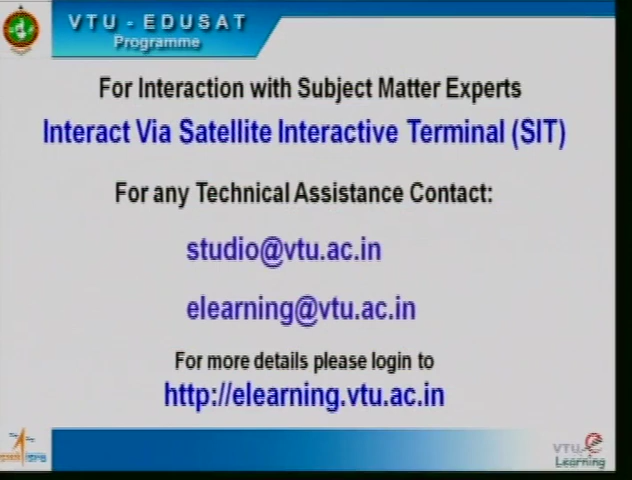 VTU - EDUSAT
Programme
For Interaction with Subject Matter Experts
Interact Via Satellite Interactive Terminal (SIT)
For any Technical Assistance Contact:
studio@vtu.ac.in
elearning@vtu.ac.in
For more details please login to
http://elearning.vtu.ac.in
VTU
Learning